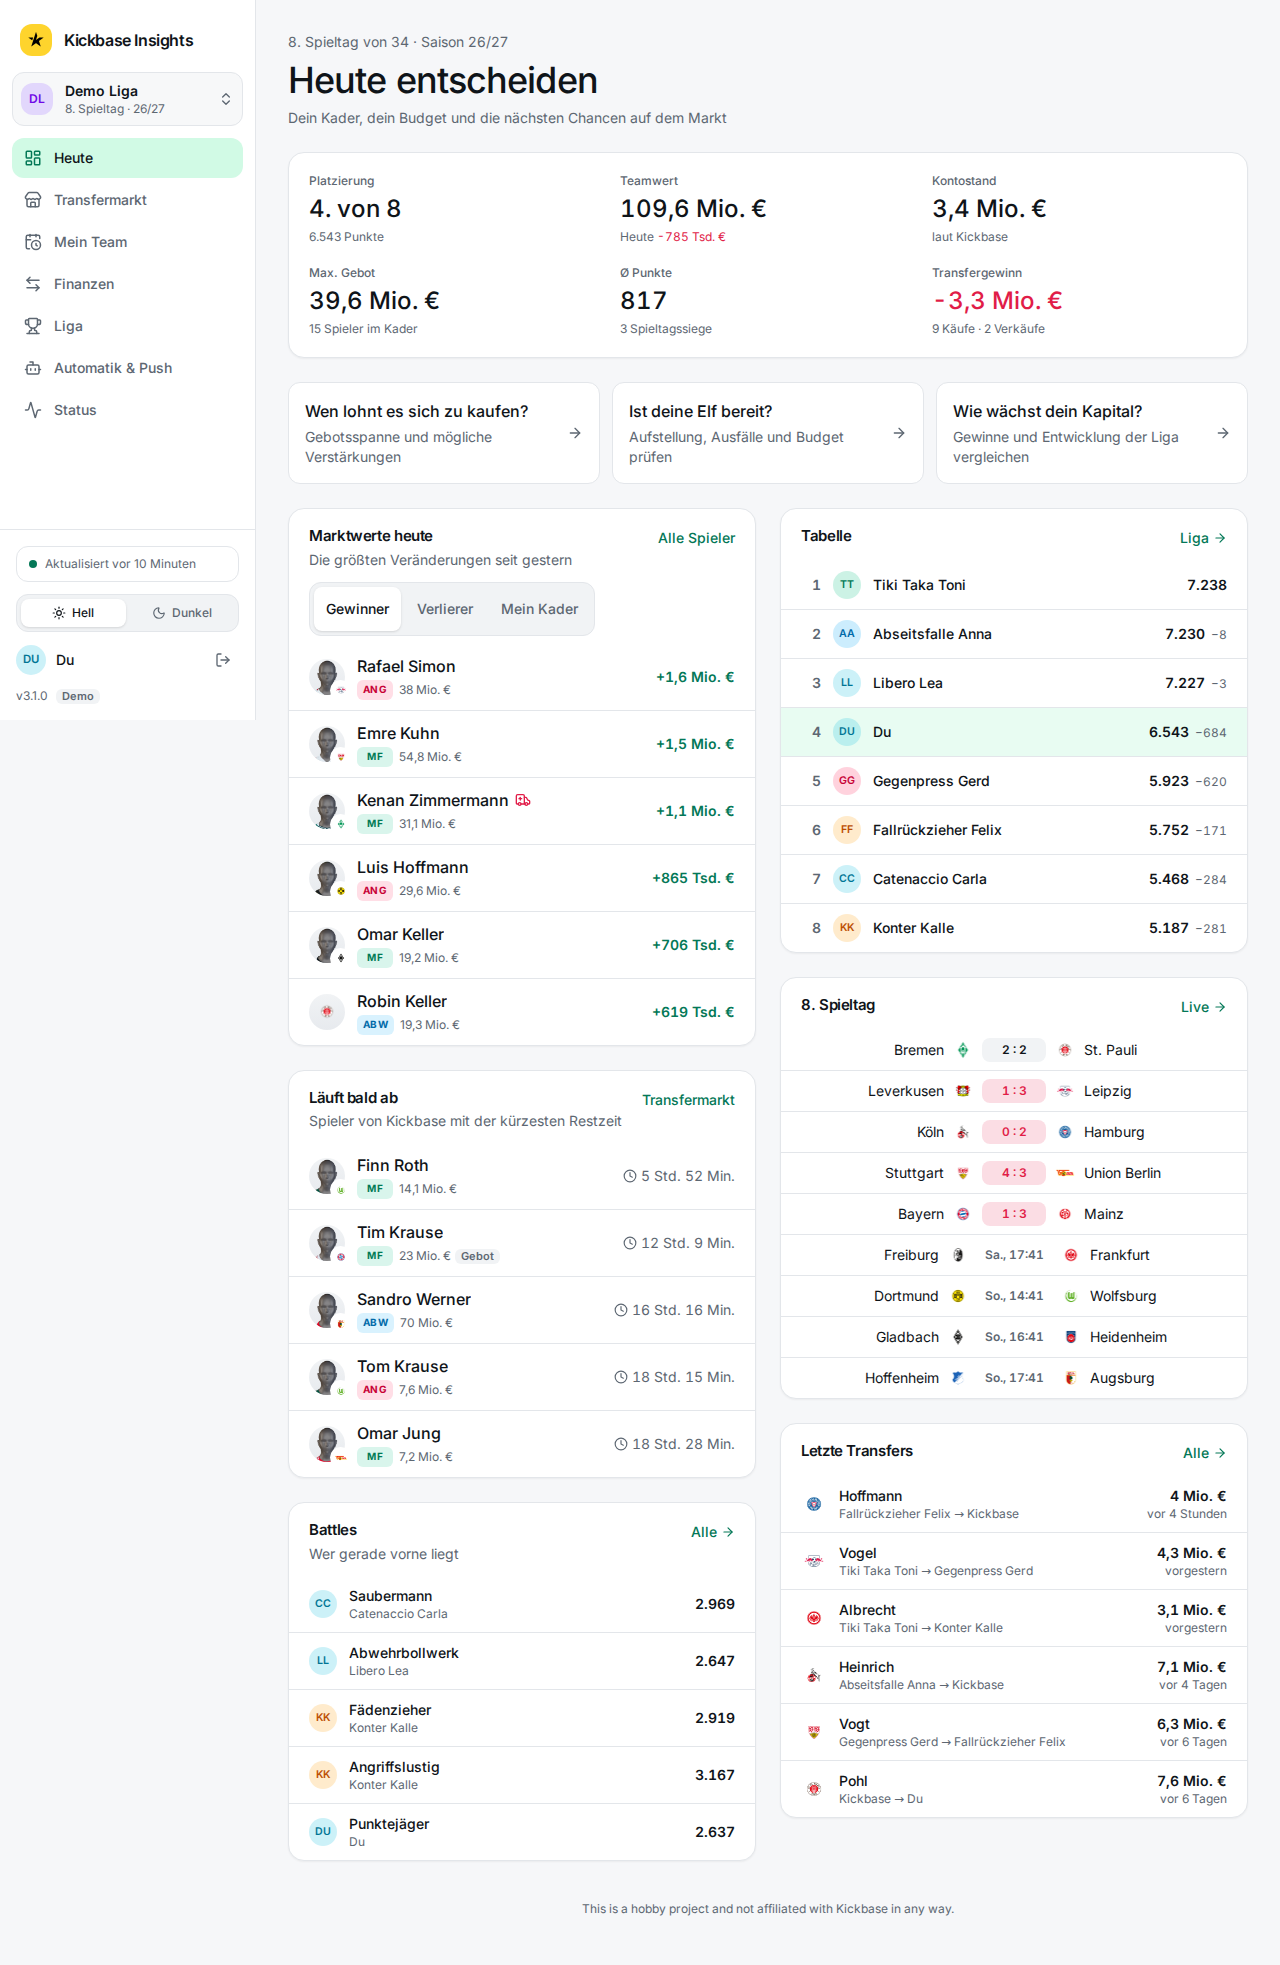 Kickbase Insights
DL
Demo Liga
8. Spieltag · 26/27
Heute
Transfermarkt
Mein Team
Finanzen
Liga
Automatik & Push
Status
Aktualisiert vor 10 Minuten
Hell
Dunkel
DU
Du
v3.1.0 Demo
8. Spieltag von 34 · Saison 26/27
Heute entscheiden
Dein Kader, dein Budget und die nächsten Chancen auf dem Markt
Platzierung
4. von 8
6.543 Punkte
Teamwert
109,6 Mio. €
Heute -785 Tsd. €
Kontostand
3,4 Mio. €
laut Kickbase
Max. Gebot
39,6 Mio. €
15 Spieler im Kader
Ø Punkte
817
3 Spieltagssiege
Transfergewinn
-3,3 Mio. €
9 Käufe · 2 Verkäufe
Wen lohnt es sich zu kaufen?
Gebotsspanne und mögliche
Verstärkungen
→
Ist deine Elf bereit?
Aufstellung, Ausfälle und Budget
prüfen
→
Wie wächst dein Kapital?
Gewinne und Entwicklung der Liga
vergleichen
→
Marktwerte heute
Alle Spieler
Die größten Veränderungen seit gestern
Gewinner Verlierer Mein Kader
Rafael Simon
ANG 38 Mio. €
+1,6 Mio. €
Emre Kuhn
MF 54,8 Mio. €
+1,5 Mio. €
Kenan Zimmermann
MF 31,1 Mio. €
+1,1 Mio. €
Luis Hoffmann
ANG 29,6 Mio. €
+865 Tsd. €
Omar Keller
MF 19,2 Mio. €
+706 Tsd. €
Robin Keller
ABW 19,3 Mio. €
+619 Tsd. €
Läuft bald ab
Transfermarkt
Spieler von Kickbase mit der kürzesten Restzeit
Finn Roth
MF 14,1 Mio. €
5 Std. 52 Min.
Tim Krause
MF 23 Mio. € Gebot
12 Std. 9 Min.
Sandro Werner
ABW 70 Mio. €
16 Std. 16 Min.
Tom Krause
ANG 7,6 Mio. €
18 Std. 15 Min.
Omar Jung
MF 7,2 Mio. €
18 Std. 28 Min.
Battles
Alle →
Wer gerade vorne liegt
CC
Saubermann
Catenaccio Carla
2.969
LL
Abwehrbollwerk
Libero Lea
2.647
KK
Fädenzieher
Konter Kalle
2.919
KK
Angriffslustig
Konter Kalle
3.167
DU
Punktejäger
Du
2.637
Tabelle
Liga →
1 TT Tiki Taka Toni 7.238
2 AA Abseitsfalle Anna 7.230 −8
3 LL Libero Lea 7.227 −3
4 DU Du 6.543 −684
5 GG Gegenpress Gerd 5.923 −620
6 FF Fallrückzieher Felix 5.752 −171
7 CC Catenaccio Carla 5.468 −284
8 KK Konter Kalle 5.187 −281
8. Spieltag
Live →
Bremen 2 : 2 St. Pauli
Leverkusen 1 : 3 Leipzig
Köln 0 : 2 Hamburg
Stuttgart 4 : 3 Union Berlin
Bayern 1 : 3 Mainz
Freiburg Sa., 17:41 Frankfurt
Dortmund So., 14:41 Wolfsburg
Gladbach So., 16:41 Heidenheim
Hoffenheim So., 17:41 Augsburg
Letzte Transfers
Alle →
Hoffmann
Fallrückzieher Felix → Kickbase
4 Mio. €
vor 4 Stunden
Vogel
Tiki Taka Toni → Gegenpress Gerd
4,3 Mio. €
vorgestern
Albrecht
Tiki Taka Toni → Konter Kalle
3,1 Mio. €
vorgestern
Heinrich
Abseitsfalle Anna → Kickbase
7,1 Mio. €
vor 4 Tagen
Vogt
Gegenpress Gerd → Fallrückzieher Felix
6,3 Mio. €
vor 6 Tagen
Pohl
Kickbase → Du
7,6 Mio. €
vor 6 Tagen
This is a hobby project and not affiliated with Kickbase in any way.